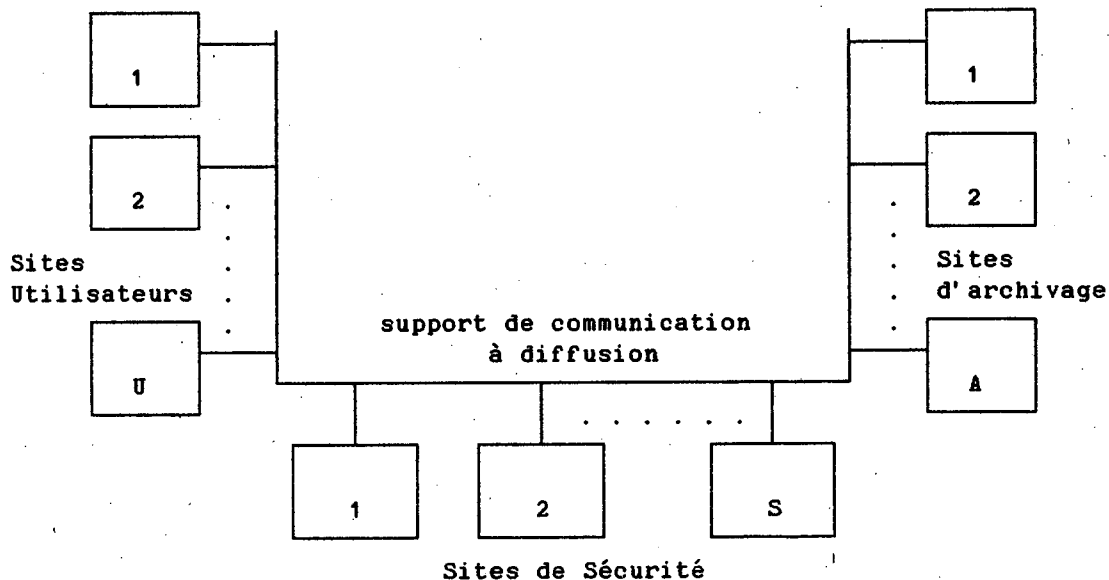 1
1
2
2
Sites
Utilisateurs
Sites
d'archivage
support de communication
à diffusion
U
A
1
2
S
Sites de Sécurité